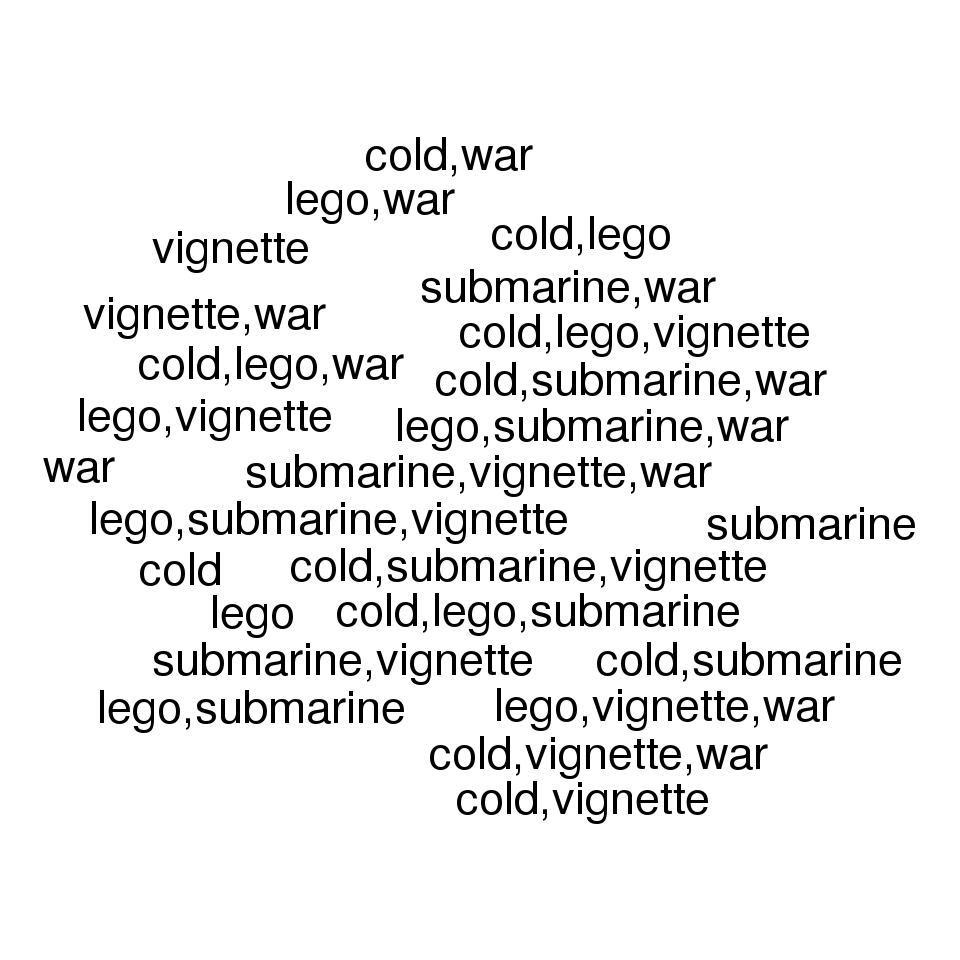 cold,war
lego,war
cold,lego
vignette
submarine,war
vignette,war
cold,lego,vignette
cold,lego,war
cold,submarine,war
lego,vignette
lego,submarine,war
war
submarine,vignette,war
lego,submarine,vignette
submarine
cold
cold,submarine,vignette
lego
cold,lego,submarine
submarine,vignette
cold,submarine
lego,submarine
lego,vignette,war
cold,vignette,war
cold,vignette